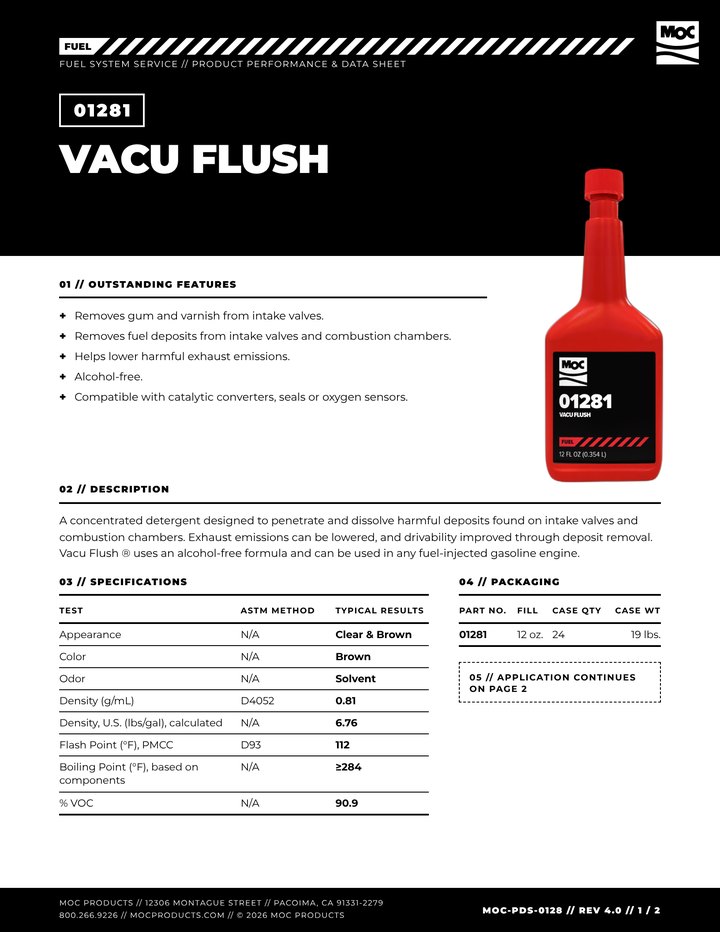 FUEL
MOC
FUEL SYSTEM SERVICE // PRODUCT PERFORMANCE & DATA SHEET
01281
VACU FLUSH
01 // OUTSTANDING FEATURES
+ Removes gum and varnish from intake valves.
+ Removes fuel deposits from intake valves and combustion chambers.
+ Helps lower harmful exhaust emissions.
+ Alcohol-free.
+ Compatible with catalytic converters, seals or oxygen sensors.
MOC
01281
VACU FLUSH
FUEL
12 FL OZ (0.354 L)
02 // DESCRIPTION
A concentrated detergent designed to penetrate and dissolve harmful deposits found on intake valves and
combustion chambers. Exhaust emissions can be lowered, and drivability improved through deposit removal.
Vacu Flush ® uses an alcohol-free formula and can be used in any fuel-injected gasoline engine.
03 // SPECIFICATIONS
TEST ASTM METHOD TYPICAL RESULTS
Appearance N/A Clear & Brown
Color N/A Brown
Odor N/A Solvent
Density (g/mL) D4052 0.81
Density, U.S. (lbs/gal), calculated N/A 6.76
Flash Point (°F), PMCC D93 112
Boiling Point (°F), based on N/A ≥284
components
% VOC N/A 90.9
04 // PACKAGING
PART NO. FILL CASE QTY CASE WT
01281 12 oz. 24 19 lbs.
05 // APPLICATION CONTINUES
ON PAGE 2
MOC PRODUCTS // 12306 MONTAGUE STREET // PACOIMA, CA 91331-2279
800.266.9226 // MOCPRODUCTS.COM // © 2026 MOC PRODUCTS
MOC-PDS-0128 // REV 4.0 // 1 / 2